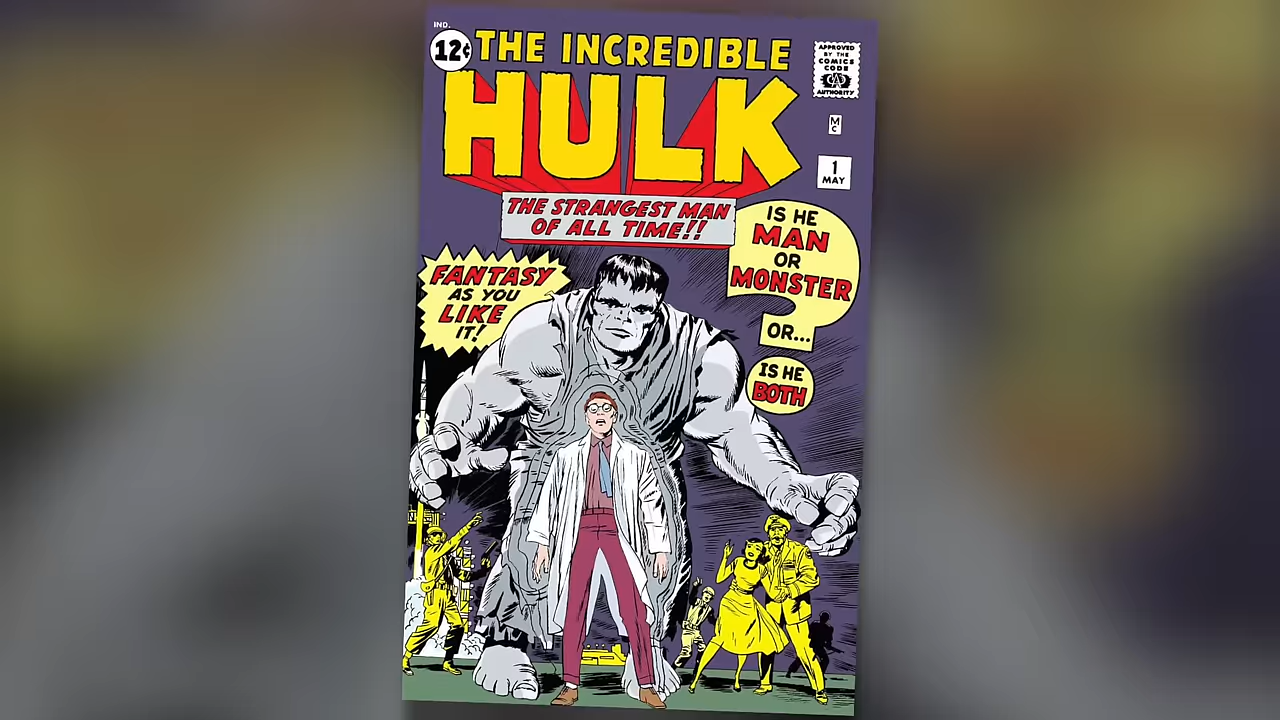 IND.
12¢
THE INCREDIBLE
HULK
APPROVED
BY THE
COMICS
CODE
CA
AUTHORITY
M
C
1
MAY
THE STRANGEST MAN
OF ALL TIME!!
IS HE
MAN
OR
MONSTER
OR...
IS HE
BOTH
FANTASY
AS YOU
LIKE
IT!